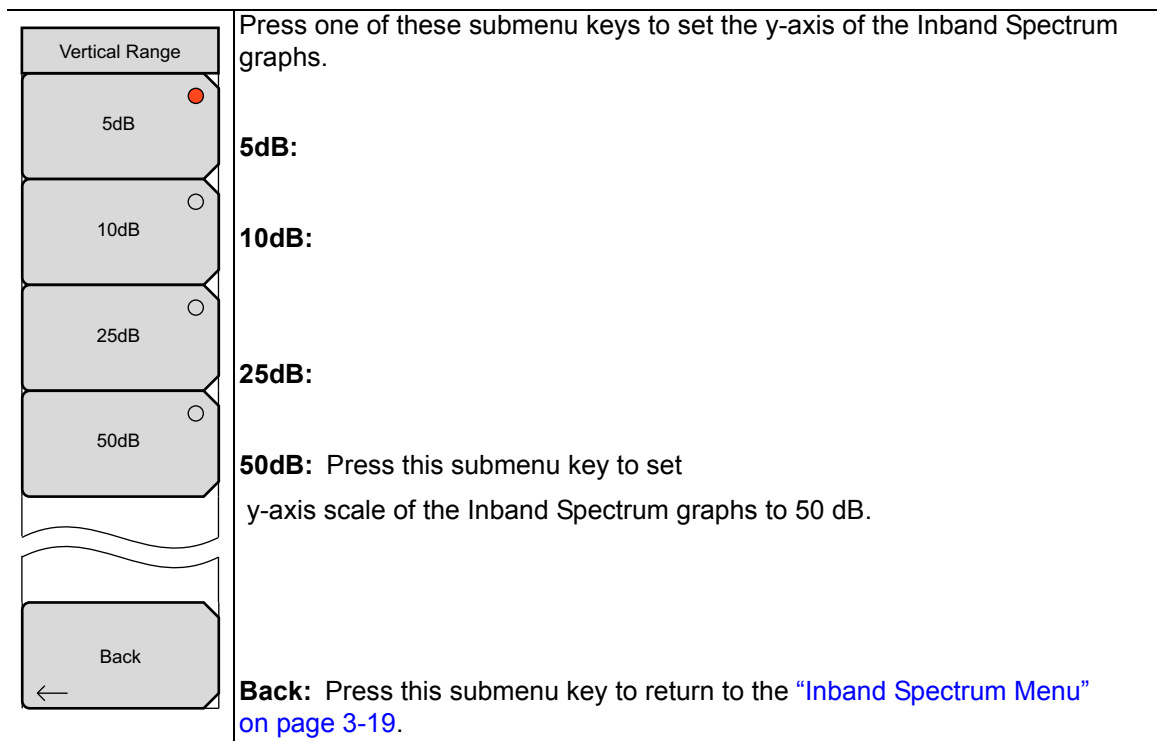 Vertical Range
5dB
10dB
25dB
50dB
Back
Press one of these submenu keys to set the y-axis of the Inband Spectrum
graphs.
5dB:
10dB:
25dB:
50dB: Press this submenu key to set
y-axis scale of the Inband Spectrum graphs to 50 dB.
Back: Press this submenu key to return to the “Inband Spectrum Menu”
on page 3-19.